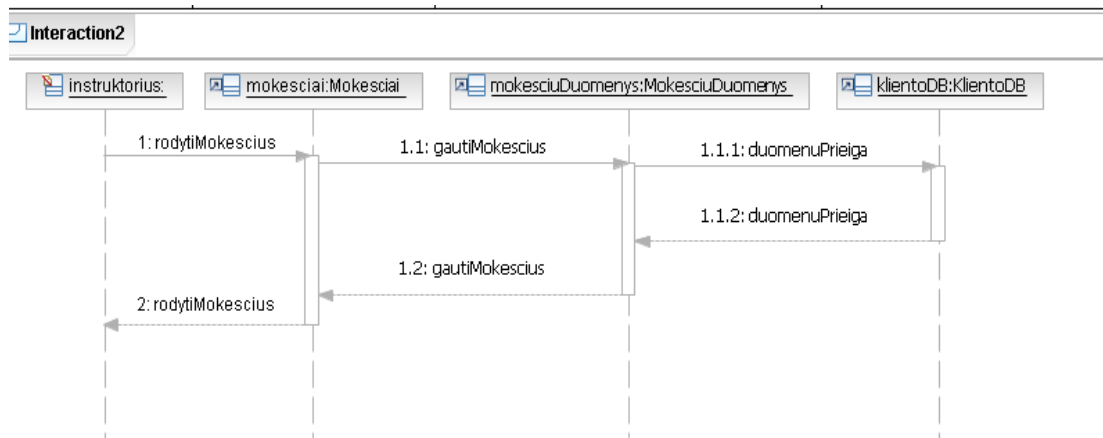 Interaction2
instruktorius: mokesciai:Mokesciai mokesciuDuomenys:MokesciuDuomenys klientoDB:KlientoDB
1: rodytiMokescius
1.1: gautiMokescius
1.1.1: duomenuPrieiga
1.1.2: duomenuPrieiga
1.2: gautiMokescius
2: rodytiMokescius